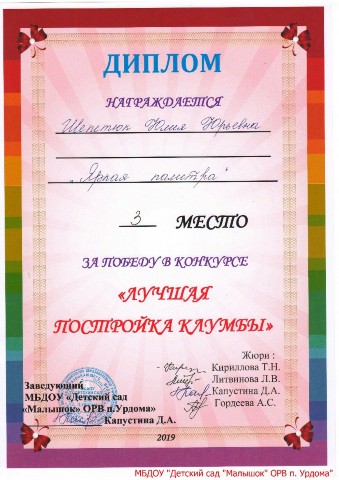 ДИПЛОМ
НАГРАЖДАЕТСЯ
Шепетюк Юлия Юрьевна
"Яркая палитра"
3 МЕСТО
ЗА ПОБЕДУ В КОНКУРСЕ
«ЛУЧШАЯ
ПОСТРОЙКА КЛУМБЫ»
Жюри :
Кириллова Т.Н.
Литвинова Л.В.
Капустина Д.А.
Гордеева А.С.
Заведующий
МБДОУ «Детский сад
«Малышок» ОРВ п.Урдома»
Капустина Д.А.
2019
МБДОУ "Детский сад "Малышок" ОРВ п. Урдома"